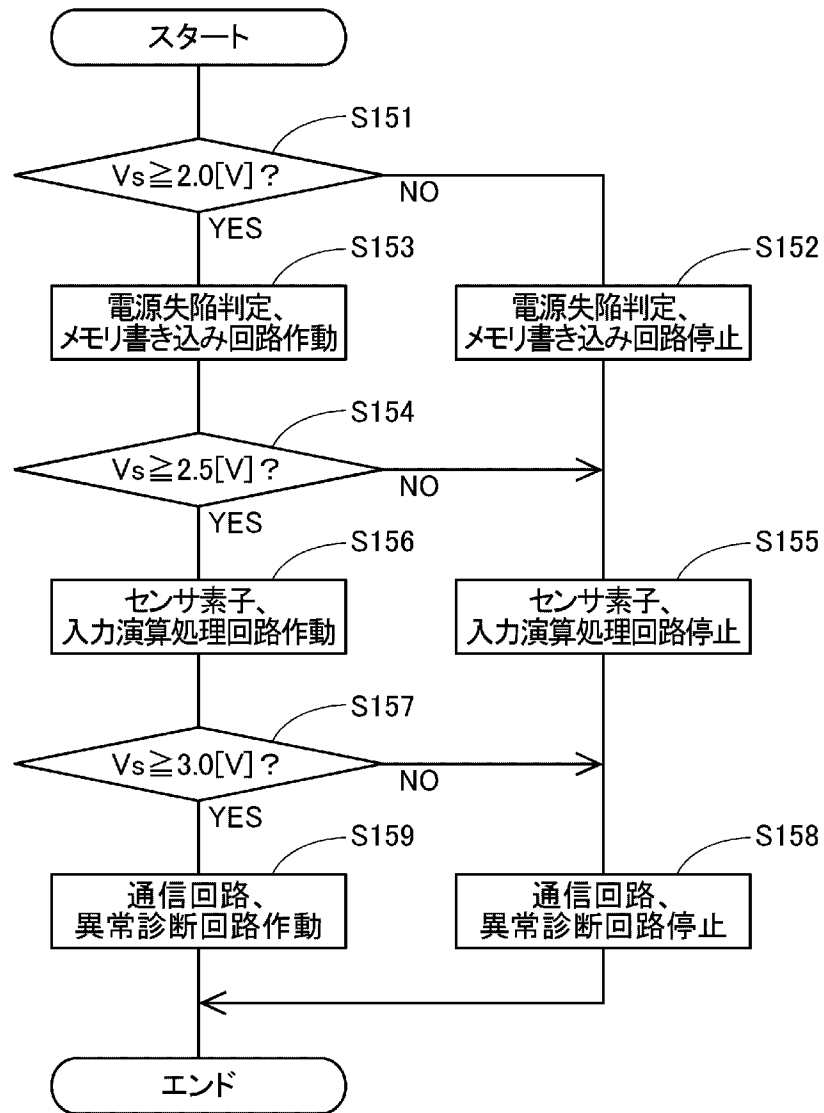 スタート
S151
Vs≧2.0[V]?
NO
YES
S153
S152
電源失陥判定、
メモリ書き込み回路作動
電源失陥判定、
メモリ書き込み回路停止
S154
Vs≧2.5[V]?
NO
YES
S156
S155
センサ素子、
入力演算処理回路作動
センサ素子、
入力演算処理回路停止
S157
Vs≧3.0[V]?
NO
YES
S159
S158
通信回路、
異常診断回路作動
通信回路、
異常診断回路停止
エンド